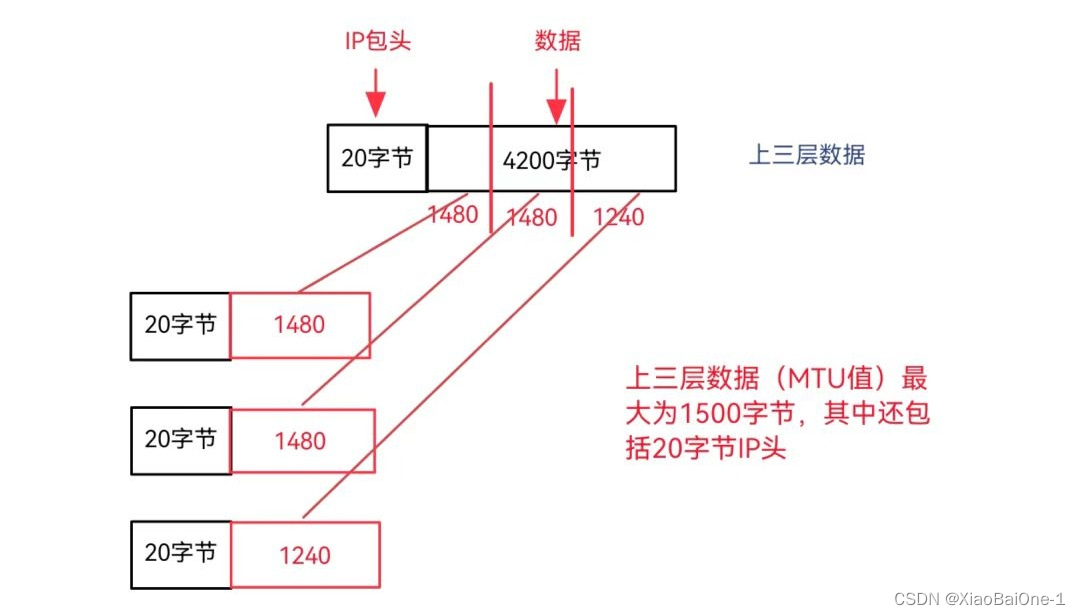 IP包头
数据
20字节
4200字节
上三层数据
1480
1480
1240
20字节
1480
20字节
1480
20字节
1240
上三层数据（MTU值）最
大为1500字节，其中还包
括20字节IP头
CSDN @XiaoBaiOne-1